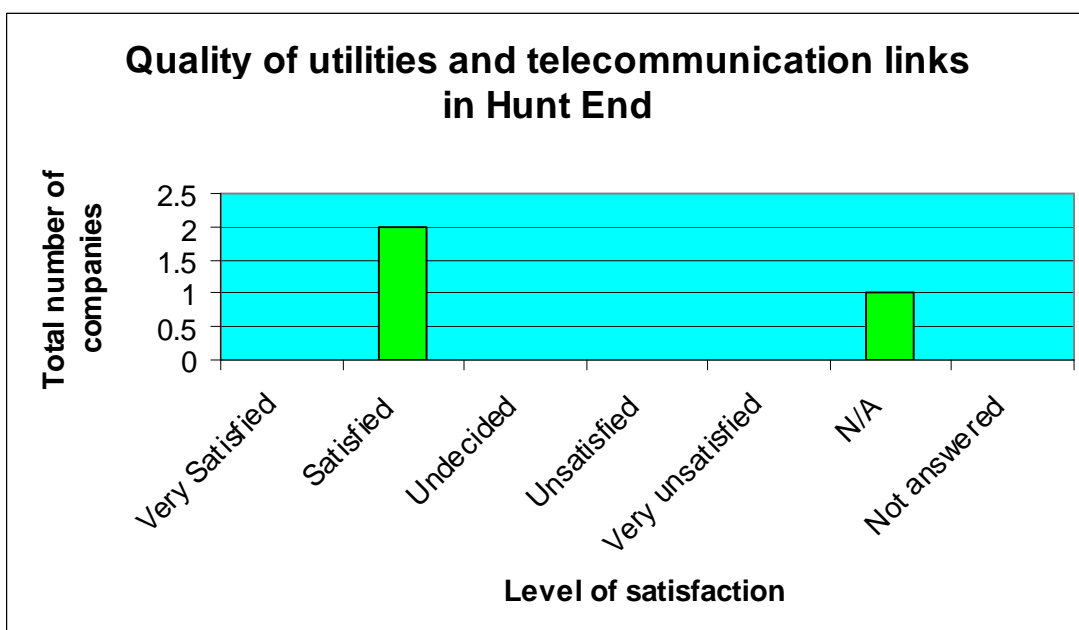 Quality of utilities and telecommunication links
in Hunt End
Total number of
companies
2.5
2
1.5
1
0.5
0
Very Satisfied
Satisfied
Undecided
Unsatisfied
Very unsatisfied
N/A
Not answered
Level of satisfaction